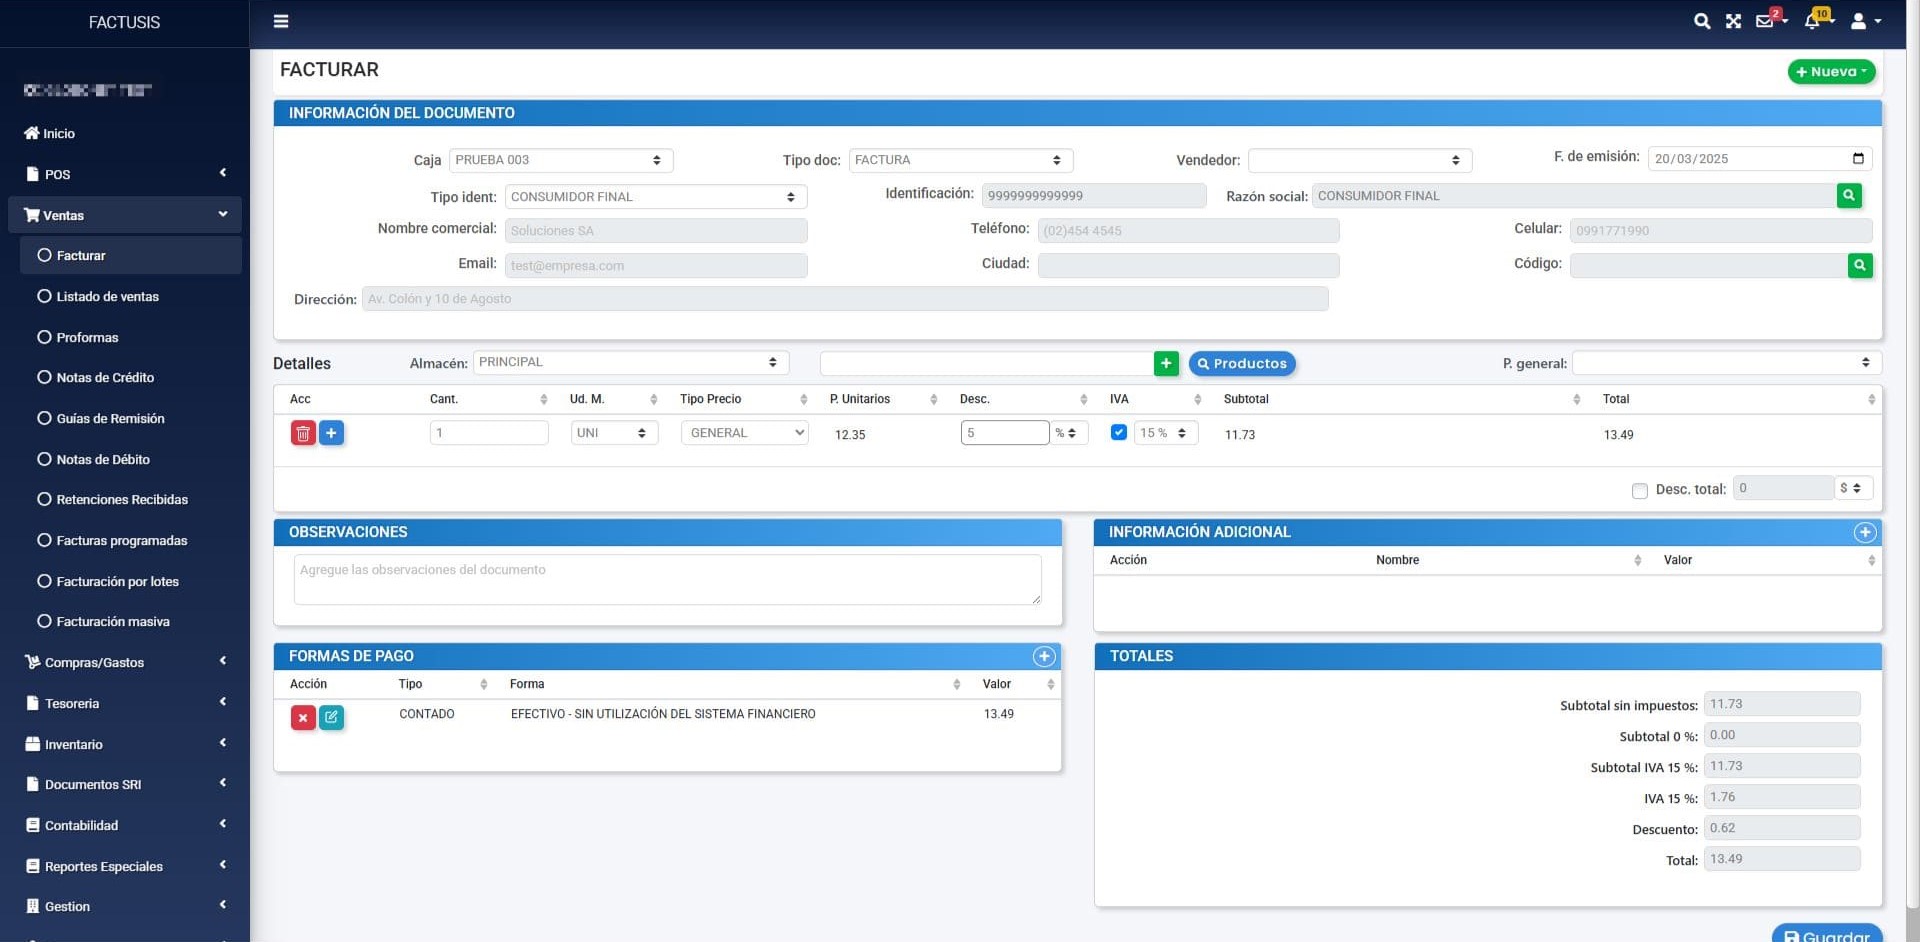 FACTUSIS
Inicio
POS
Ventas
Facturar
Listado de ventas
Proformas
Notas de Crédito
Guías de Remisión
Notas de Débito
Retenciones Recibidas
Facturas programadas
Facturación por lotes
Facturación masiva
Compras/Gastos
Tesoreria
Inventario
Documentos SRI
Contabilidad
Reportes Especiales
Gestion
2 10
FACTURAR
+ Nueva
INFORMACIÓN DEL DOCUMENTO
Caja PRUEBA 003 Tipo doc: FACTURA Vendedor: F. de emisión: 20/03/2025
Tipo ident: CONSUMIDOR FINAL Identificación: 9999999999999 Razón social: CONSUMIDOR FINAL
Nombre comercial: Soluciones SA Teléfono: (02)454 4545 Celular: 0991771990
Email: test@empresa.com Ciudad: Código:
Dirección: Av. Colón y 10 de Agosto
Detalles Almacén: PRINCIPAL + Productos P. general:
Acc Cant. Ud. M. Tipo Precio P. Unitarios Desc. IVA Subtotal Total
+ 1 UNI GENERAL 12.35 5 % 15 % 11.73 13.49
Desc. total: 0 $
OBSERVACIONES
Agregue las observaciones del documento
INFORMACIÓN ADICIONAL
Acción Nombre Valor
FORMAS DE PAGO
Acción Tipo Forma Valor
CONTADO EFECTIVO - SIN UTILIZACIÓN DEL SISTEMA FINANCIERO 13.49
TOTALES
Subtotal sin impuestos: 11.73
Subtotal 0 %: 0.00
Subtotal IVA 15 %: 11.73
IVA 15 %: 1.76
Descuento: 0.62
Total: 13.49
Guardar